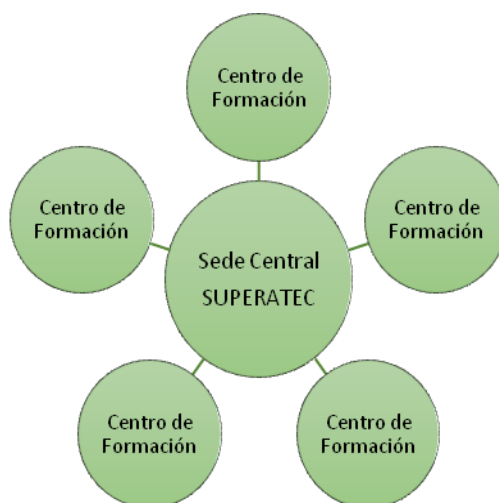 Centro de
Formación
Centro de
Formación
Centro de
Formación
Sede Central
SUPERATEC
Centro de
Formación
Centro de
Formación